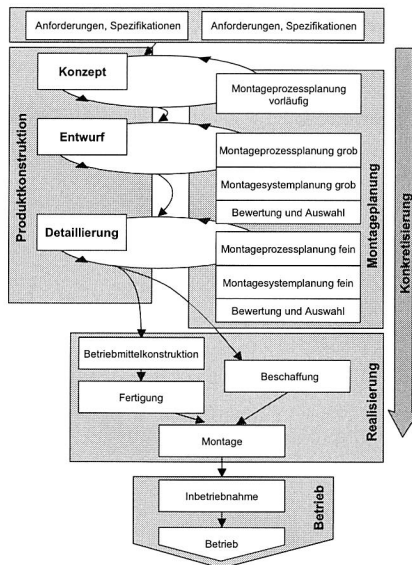 Anforderungen, Spezifikationen
Anforderungen, Spezifikationen
Produktkonstruktion
Konzept
Entwurf
Detaillierung
Montageprozessplanung
vorläufig
Montageprozessplanung grob
Montagesystemplanung grob
Bewertung und Auswahl
Montageprozessplanung fein
Montagesystemplanung fein
Bewertung und Auswahl
Montageplanung
Konkretisierung
Betriebmittelkonstruktion
Fertigung
Beschaffung
Montage
Realisierung
Inbetriebnahme
Betrieb
Betrieb